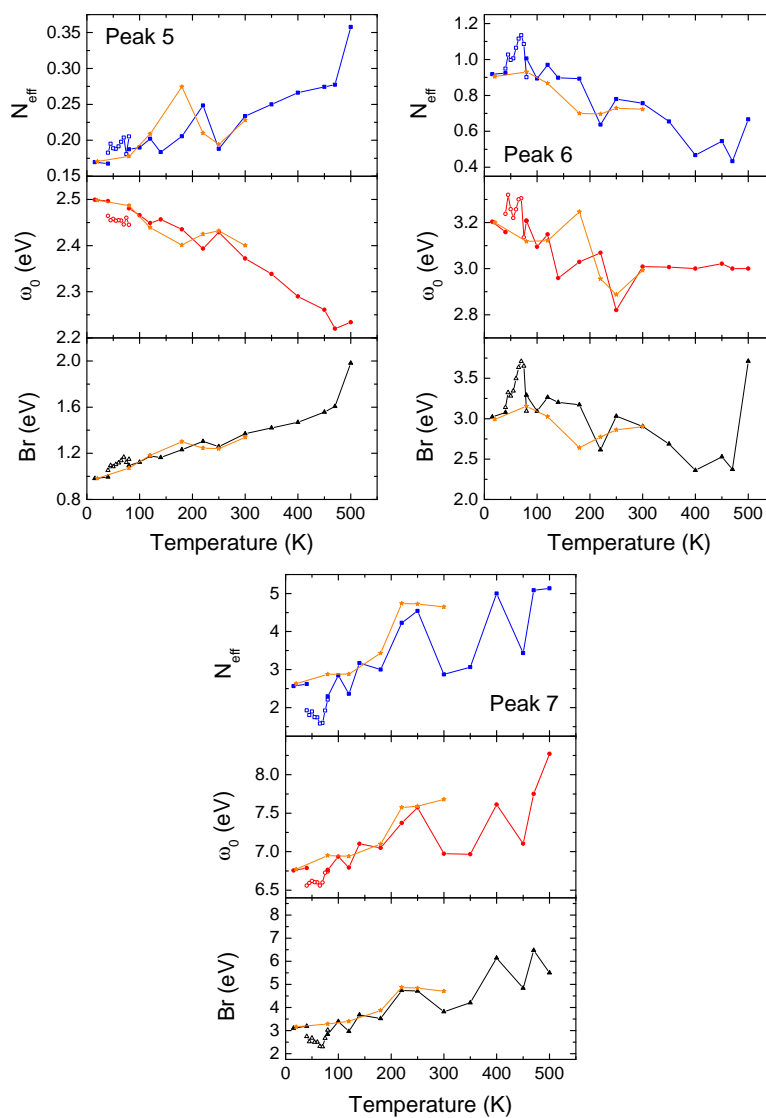 Peak 5
N_eff
0.35
0.30
0.25
0.20
0.15
ω_0 (eV)
2.5
2.4
2.3
2.2
Br (eV)
2.0
1.6
1.2
0.8
0 100 200 300 400 500
Temperature (K)
Peak 6
N_eff
1.2
1.0
0.8
0.6
0.4
ω_0 (eV)
3.2
3.0
2.8
Br (eV)
3.5
3.0
2.5
2.0
0 100 200 300 400 500
Temperature (K)
Peak 7
N_eff
5
4
3
2
ω_0 (eV)
8.0
7.5
7.0
6.5
Br (eV)
8
7
6
5
4
3
2
0 100 200 300 400 500
Temperature (K)